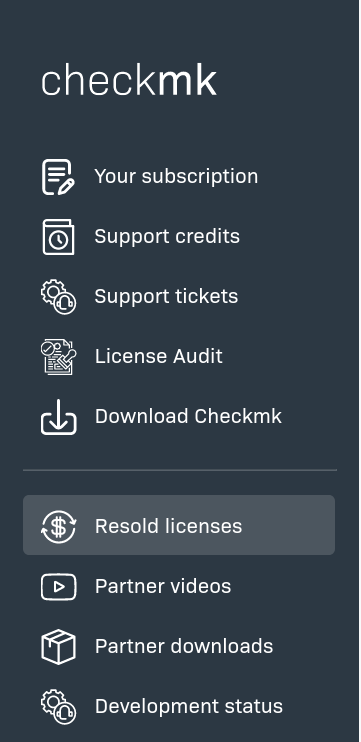 checkmk
Your subscription
Support credits
Support tickets
License Audit
Download Checkmk
Resold licenses
Partner videos
Partner downloads
Development status